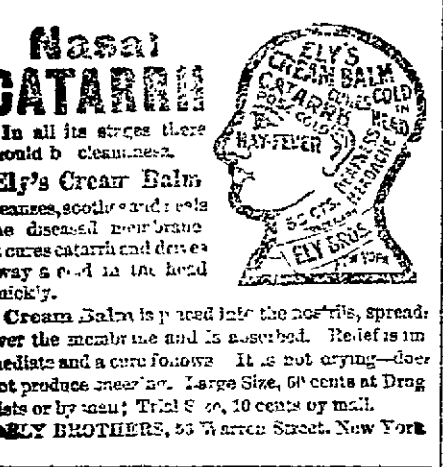 Nasal
CATARRH
In all its stages there
should b cleanliness.
Ely's Cream Balm
cleanses, soothes and heals
the diseased membrane
cures catarrh and drives
away a cold in the head
quickly.
Cream Balm is placed into the nostrils, spreads
over the membrane and is absorbed. Relief is im
mediate and a cure follows It is not drying—does
not produce sneezing. Large Size, 50 cents at Drug
gists or by mail; Trial Size, 10 cents by mail.
ELY BROTHERS, 56 Warren Street, New York
ELY'S
CREAM BALM
CATARRH
CURES COLD
IN
HEAD
HAY-FEVER
DEAFNESS
HEADACHE
50 CTS.
ELY BROS.